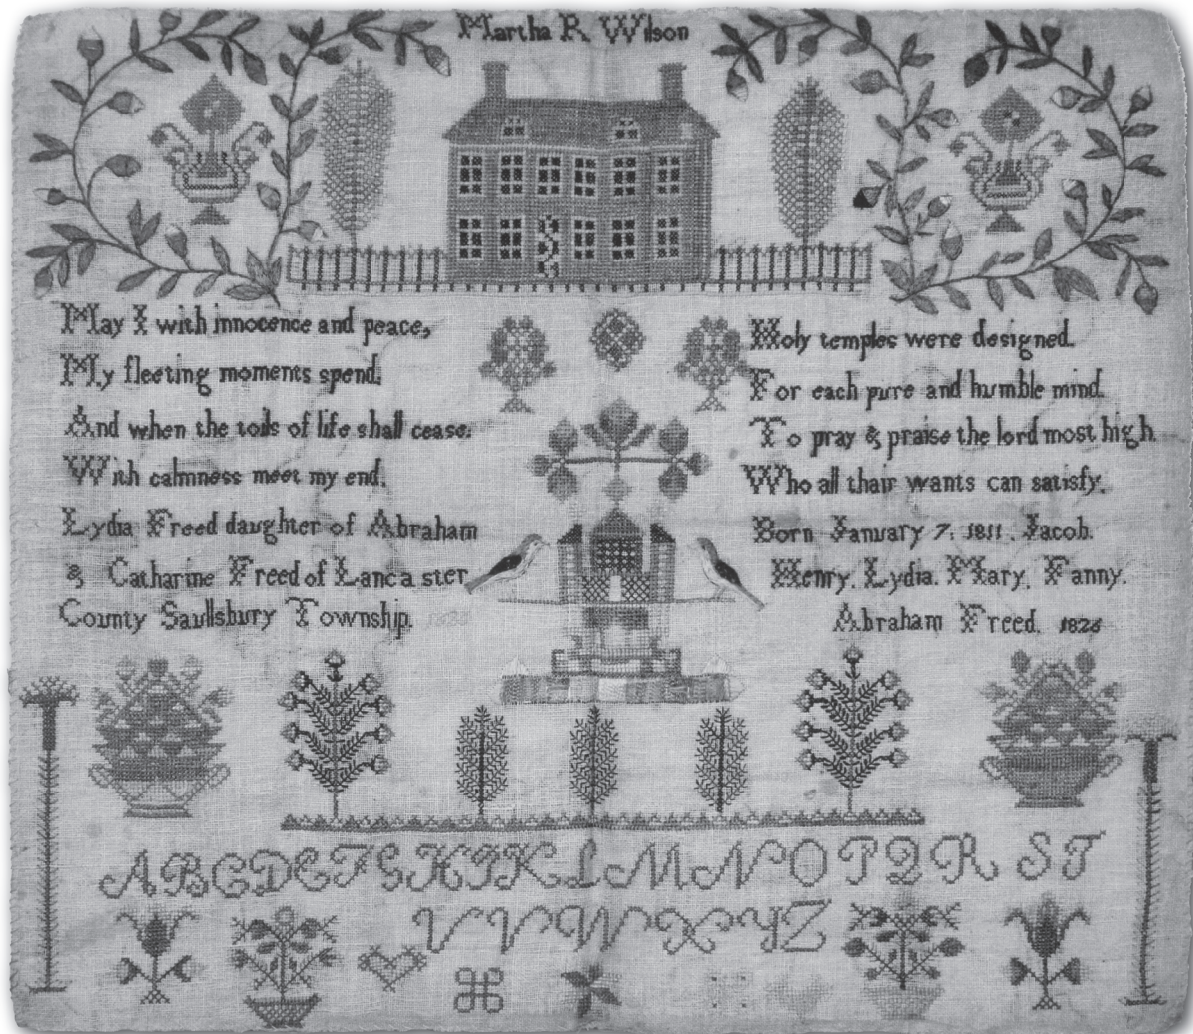 Martha R Wilson
May I with innocence and peace,
My fleeting moments spend.
And when the toils of life shall cease.
With calmness meet my end.
Lydia Freed daughter of Abraham
& Catharine Freed of Lancaster
County Saullsbury Township.
Holy temples were designed.
For each pure and humble mind.
To pray & praise the lord most high
Who all thair wants can satisfy.
Born January 7. 1811. Jacob.
Henry. Lydia. Mary. Fanny.
Abraham Freed. 1826
A B C D E F G H I K L M N O P Q R S T
U V W X Y Z